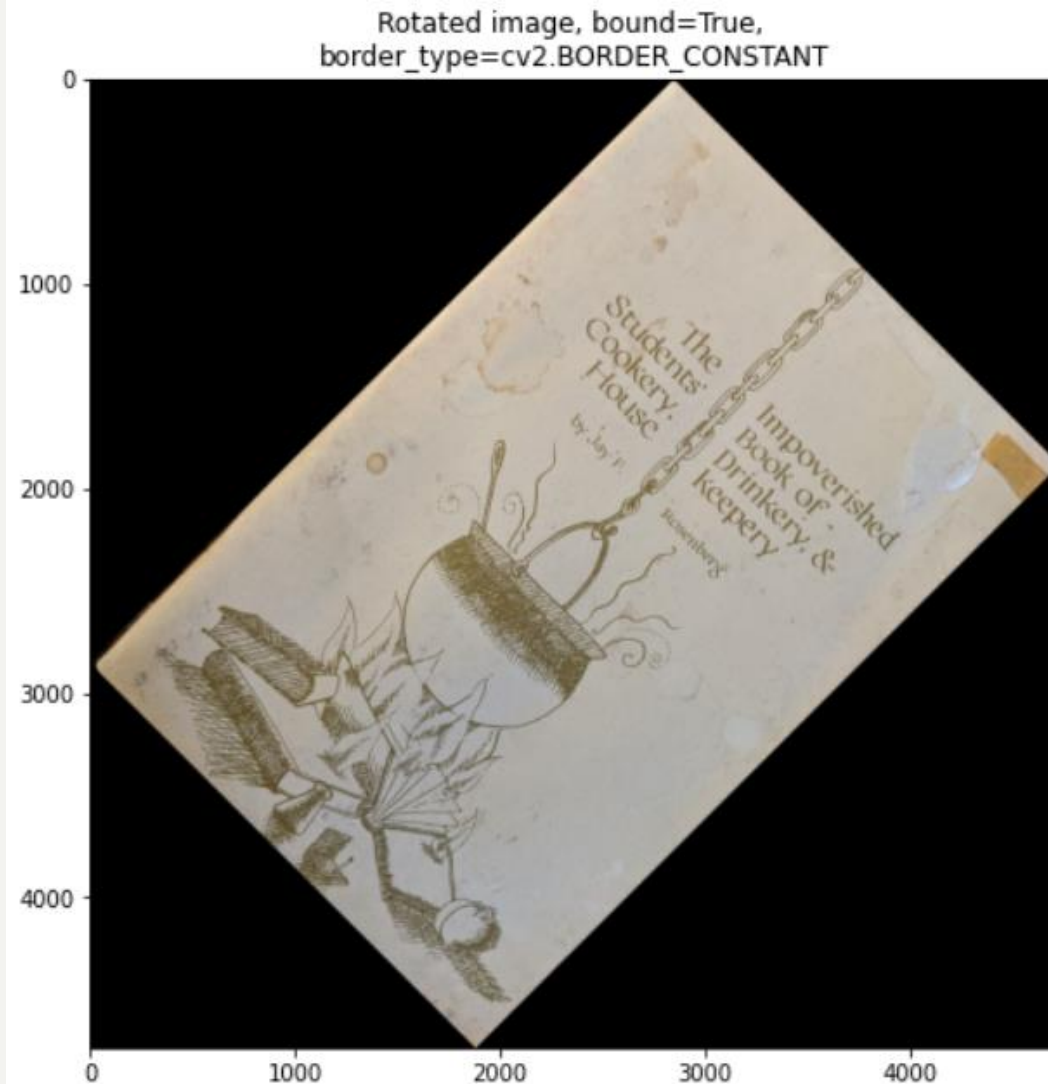 Rotated image, bound=True,
border_type=cv2.BORDER_CONSTANT
0
1000
2000
3000
4000
The Impoverished
Students' Book of
Cookery, Drinkery, &
House keepery
by Jay F. Rosenberg
0 1000 2000 3000 4000